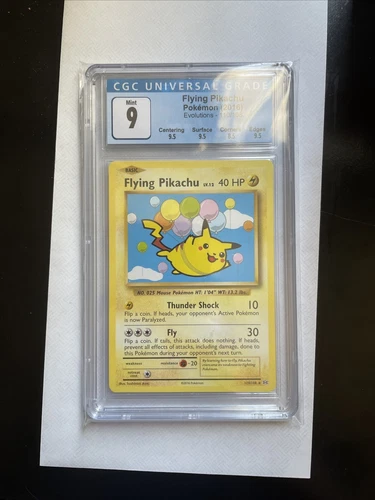 CGC UNIVERSAL GRADE
Mint
9
Flying Pikachu
Pokémon (2016)
Evolutions -
Centering
Surface
Corners
Edges
9.5
9.5
9.5
BASIC
Flying Pikachu LV.12 40 HP
NO. 025 Mouse Pokémon HT: 1'04" WT: 13.2 lbs.
Thunder Shock 10
Flip a coin. If heads, your opponent's Active Pokémon
is now Paralyzed.
Fly 30
Flip a coin. If tails, this attack does nothing. If heads,
prevent all effects of attacks, including damage, done to
this Pokémon during your opponent's next turn.
weakness
resistance
-20
retreat cost